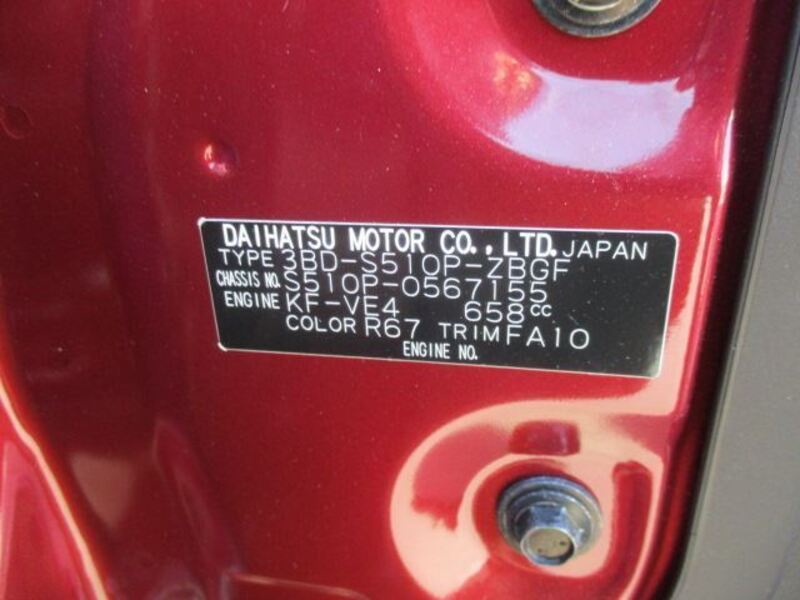 DAIHATSU MOTOR CO.,LTD. JAPAN
TYPE 3BD-S510P-ZBGF
CHASSIS NO. S510P-0567155
ENGINE KF-VE4 658cc
COLOR R67 TRIM FA10
ENGINE NO.